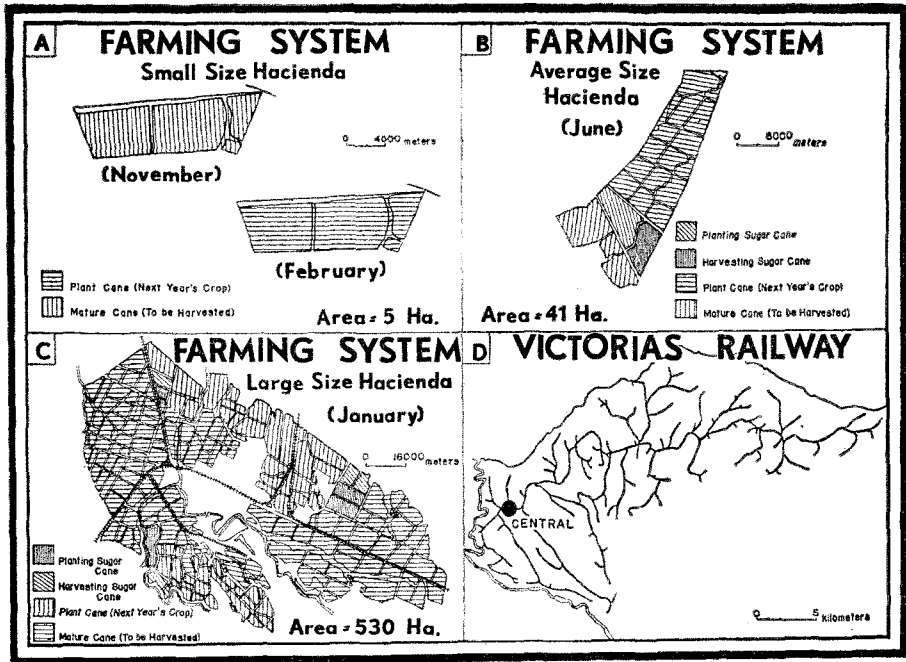 A
FARMING SYSTEM
Small Size Hacienda
0 4000 meters
(November)
(February)
Plant Cane (Next Year's Crop)
Mature Cane (To be Harvested)
Area = 5 Ha.
B
FARMING SYSTEM
Average Size
Hacienda
(June)
0 8000 meters
Planting Sugar Cane
Harvesting Sugar Cane
Plant Cane (Next Year's Crop)
Mature Cane (To be Harvested)
Area = 41 Ha.
C
FARMING SYSTEM
Large Size Hacienda
(January)
0 16000 meters
Planting Sugar
Cane
Harvesting Sugar
Cane
Plant Cane (Next Year's Crop)
Mature Cane (To be Harvested)
Area = 530 Ha.
D
VICTORIAS RAILWAY
CENTRAL
0 5 Kilometers